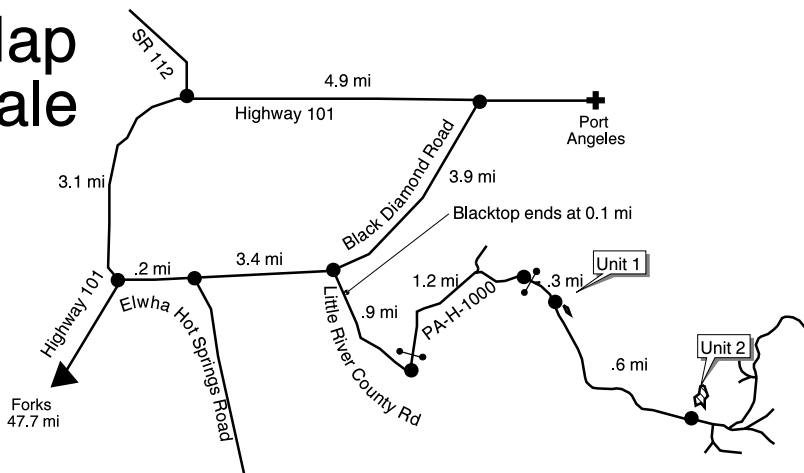 ale
SR 112
4.9 mi
Highway 101
Port
Angeles
Black Diamond Road
3.9 mi
3.1 mi
Blacktop ends at 0.1 mi
.2 mi
3.4 mi
1.2 mi
.3 mi
Unit 1
Highway 101
Elwha Hot Springs Road
Little River County Rd
.9 mi
PA-H-1000
Unit 2
.6 mi
Forks
47.7 mi